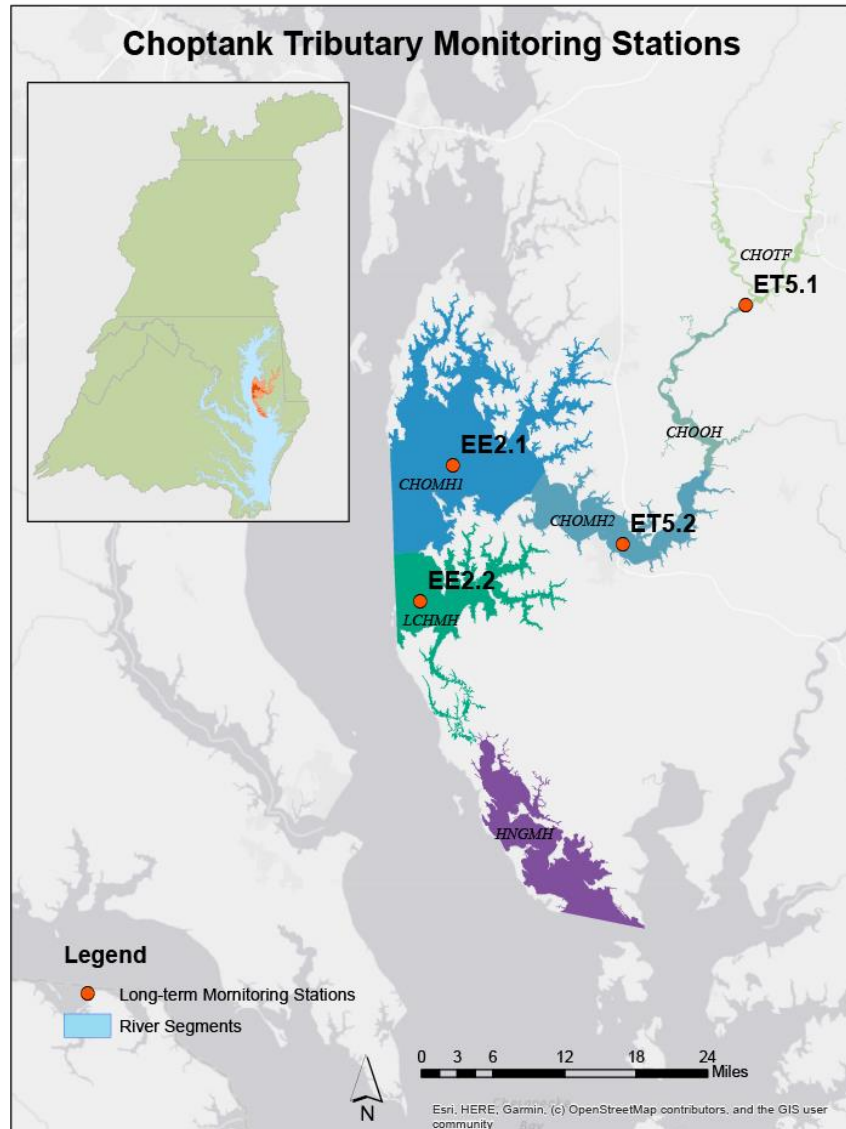 Choptank Tributary Monitoring Stations
CHOTF
ET5.1
CHOOH
EE2.1
CHOMH1
CHOMH2
ET5.2
EE2.2
LCHMH
HNGMH
Legend
Long-term Mornitoring Stations
River Segments
N
0 3 6 12 18 24
Miles
Chesapeake
Bay
Esri, HERE, Garmin, (c) OpenStreetMap contributors, and the GIS user
community